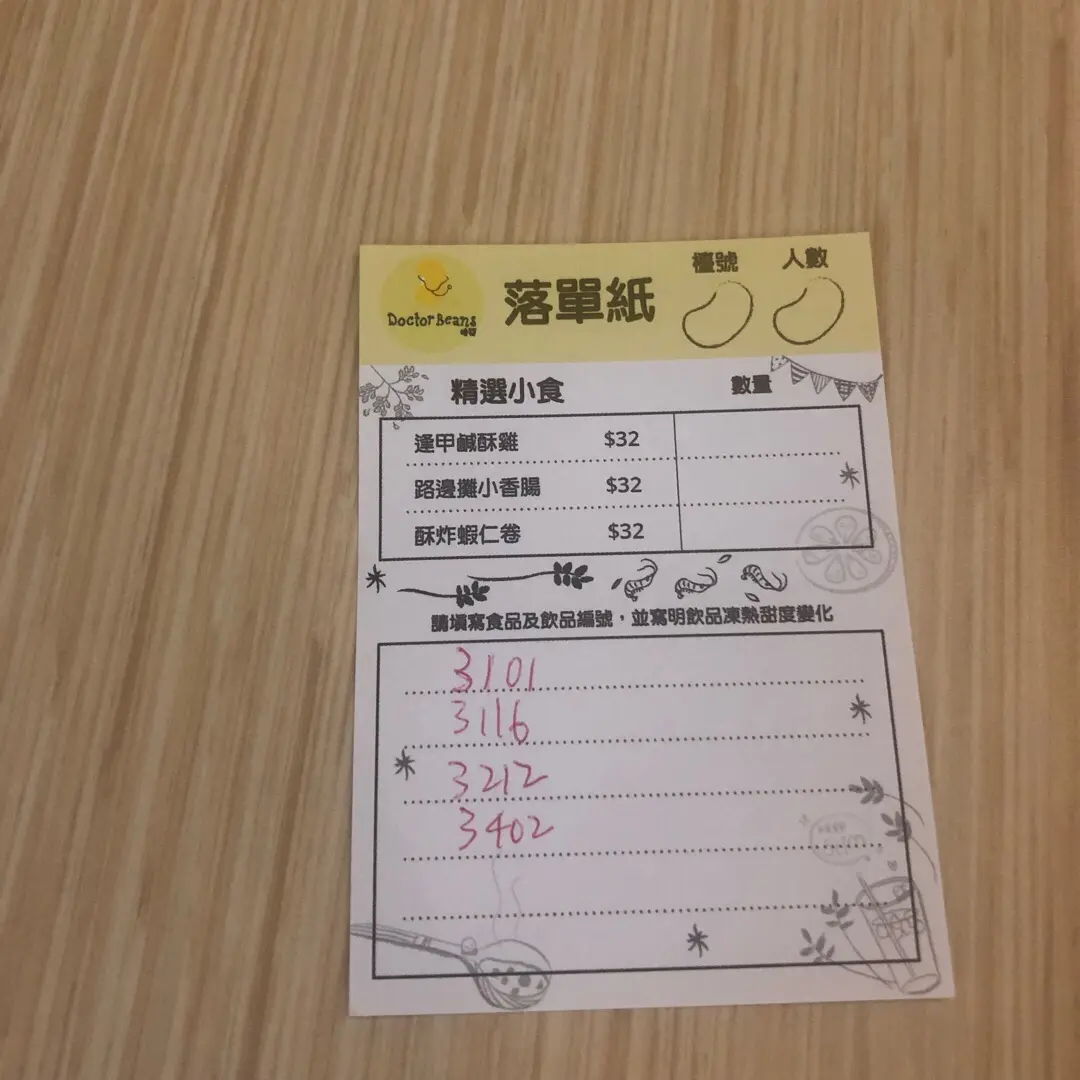 Doctor Beans
落單紙
檯號 人數
精選小食 數量
逢甲鹹酥雞 $32
路邊攤小香腸 $32
酥炸蝦仁卷 $32
請填寫食品及飲品編號，並寫明飲品凍熱甜度變化
3101
3116
3212
3402